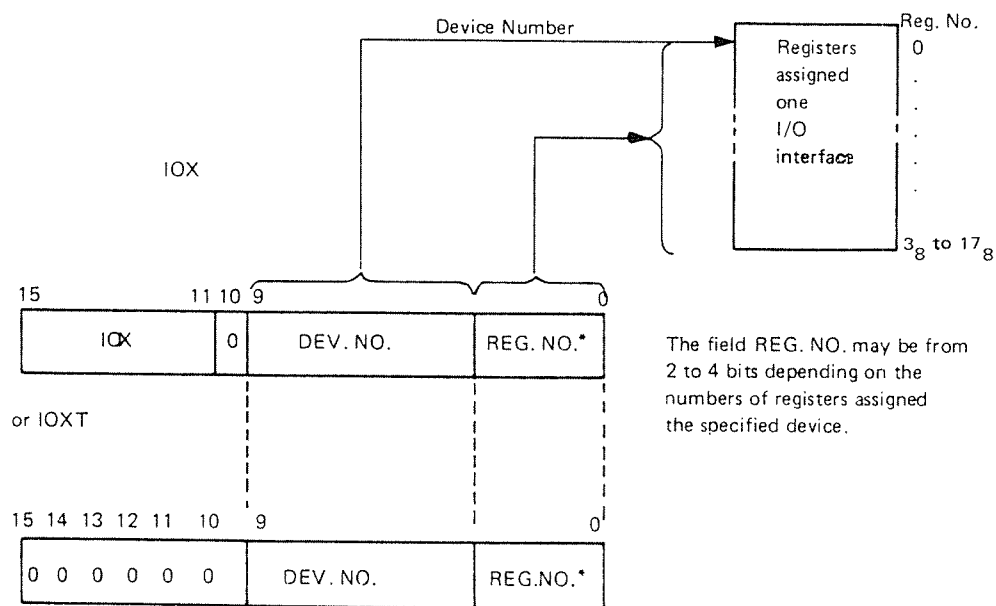 Device Number
Reg. No.
0
Registers
assigned
one
I/O
interface
.
.
.
.
.
3₈ to 17₈
IOX
15 11 10 9 0
IOX 0 DEV. NO. REG. NO.*
The field REG. NO. may be from
2 to 4 bits depending on the
numbers of registers assigned
the specified device.
or IOXT
15 14 13 12 11 10 9 0
0 0 0 0 0 0 DEV. NO. REG.NO.*